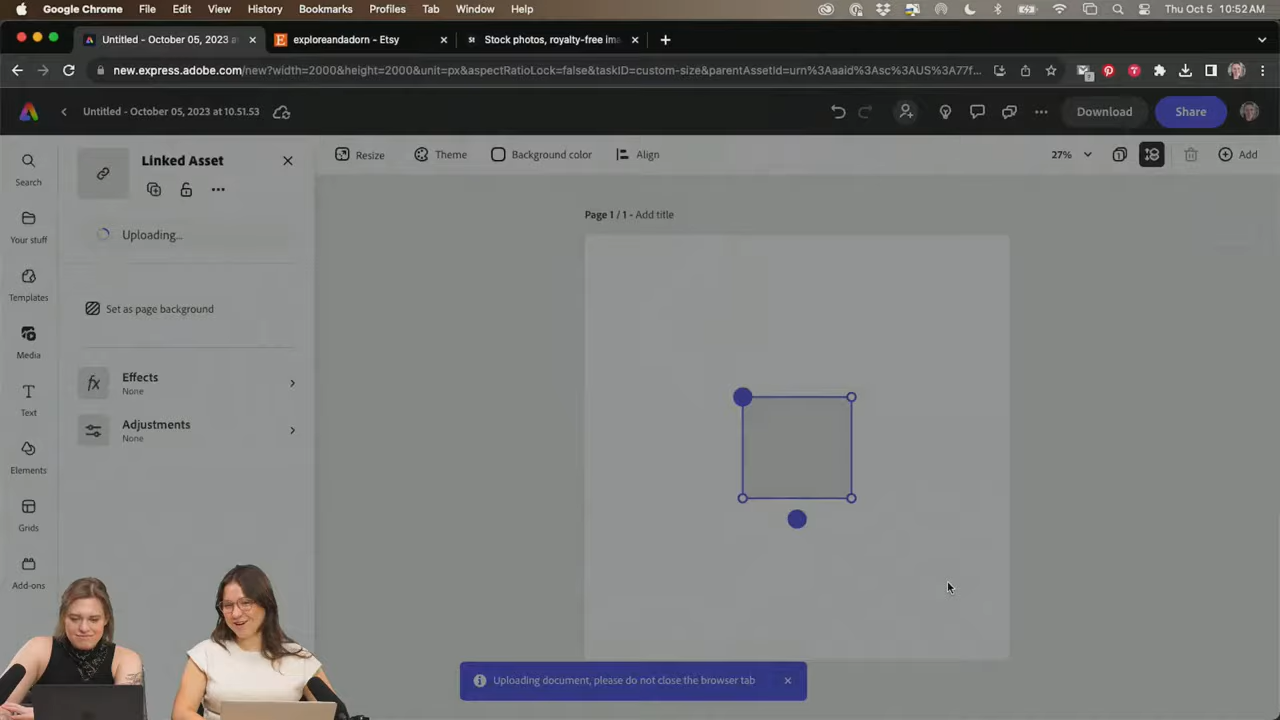 Google Chrome File Edit View History Bookmarks Profiles Tab Window Help Thu Oct 5 10:52 AM
Untitled - October 05, 2023 a exploreandadorn - Etsy St Stock photos, royalty-free im
new.express.adobe.com/new?width=2000&height=2000&unit=px&aspectRatioLock=false&taskID=custom-size&parentAssetId=urn%3Aaaid%3Asc%3AUS%3A77f...
Untitled - October 05, 2023 at 10.51.53 Download Share
Search
Your stuff
Templates
Media
Text
Elements
Grids
Add-ons
Linked Asset
Uploading...
Set as page background
fx Effects
None
Adjustments
None
Resize Theme Background color Align 27% 1 Add
Page 1 / 1 - Add title
Uploading document, please do not close the browser tab